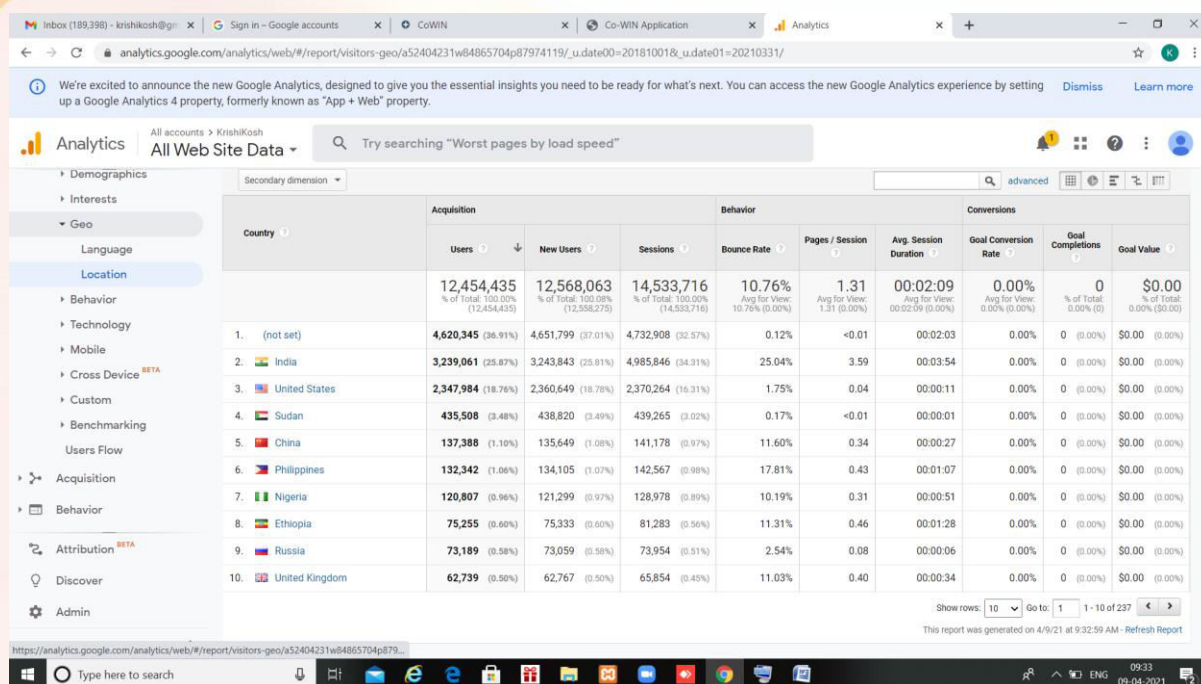 Inbox (189,398) - krishikosh@gm
Sign in – Google accounts
CoWIN
Co-WIN Application
Analytics
analytics.google.com/analytics/web/#/report/visitors-geo/a52404231w84865704p87974119/_u.date00=20181001&_u.date01=20210331/
K
We're excited to announce the new Google Analytics, designed to give you the essential insights you need to be ready for what's next. You can access the new Google Analytics experience by setting
up a Google Analytics 4 property, formerly known as "App + Web" property.
Dismiss Learn more
Analytics
All accounts > KrishiKosh
All Web Site Data
Try searching "Worst pages by load speed"
1
Demographics
Interests
Geo
Language
Location
Behavior
Technology
Mobile
Cross Device BETA
Custom
Benchmarking
Users Flow
Acquisition
Behavior
Attribution BETA
Discover
Admin
Secondary dimension
advanced
Country
Acquisition Behavior Conversions
Users New Users Sessions Bounce Rate Pages / Session Avg. Session Duration Goal Conversion Rate Goal Completions Goal Value
12,454,435 12,568,063 14,533,716 10.76% 1.31 00:02:09 0.00% 0 $0.00
% of Total: 100.00% % of Total: 100.08% % of Total: 100.00% Avg for View: Avg for View: Avg for View: Avg for View: % of Total: % of Total:
(12,454,435) (12,558,275) (14,533,716) 10.76% (0.00%) 1.31 (0.00%) 00:02:09 (0.00%) 0.00% (0.00%) 0.00% (0) 0.00% ($0.00)
1. (not set) 4,620,345 (36.91%) 4,651,799 (37.01%) 4,732,908 (32.57%) 0.12% <0.01 00:02:03 0.00% 0 (0.00%) $0.00 (0.00%)
2. India 3,239,061 (25.87%) 3,243,843 (25.81%) 4,985,846 (34.31%) 25.04% 3.59 00:03:54 0.00% 0 (0.00%) $0.00 (0.00%)
3. United States 2,347,984 (18.76%) 2,360,649 (18.78%) 2,370,264 (16.31%) 1.75% 0.04 00:00:11 0.00% 0 (0.00%) $0.00 (0.00%)
4. Sudan 435,508 (3.48%) 438,820 (3.49%) 439,265 (3.02%) 0.17% <0.01 00:00:01 0.00% 0 (0.00%) $0.00 (0.00%)
5. China 137,388 (1.10%) 135,649 (1.08%) 141,178 (0.97%) 11.60% 0.34 00:00:27 0.00% 0 (0.00%) $0.00 (0.00%)
6. Philippines 132,342 (1.06%) 134,105 (1.07%) 142,567 (0.98%) 17.81% 0.43 00:01:07 0.00% 0 (0.00%) $0.00 (0.00%)
7. Nigeria 120,807 (0.96%) 121,299 (0.97%) 128,978 (0.89%) 10.19% 0.31 00:00:51 0.00% 0 (0.00%) $0.00 (0.00%)
8. Ethiopia 75,255 (0.60%) 75,333 (0.60%) 81,283 (0.56%) 11.31% 0.46 00:01:28 0.00% 0 (0.00%) $0.00 (0.00%)
9. Russia 73,189 (0.58%) 73,059 (0.58%) 73,954 (0.51%) 2.54% 0.08 00:00:06 0.00% 0 (0.00%) $0.00 (0.00%)
10. United Kingdom 62,739 (0.50%) 62,767 (0.50%) 65,854 (0.45%) 11.03% 0.40 00:00:34 0.00% 0 (0.00%) $0.00 (0.00%)
Show rows: 10 Go to: 1 1 - 10 of 237
This report was generated on 4/9/21 at 9:32:59 AM - Refresh Report
https://analytics.google.com/analytics/web/#/report/visitors-geo/a52404231w84865704p879...
Type here to search
ENG
09:33
09-04-2021